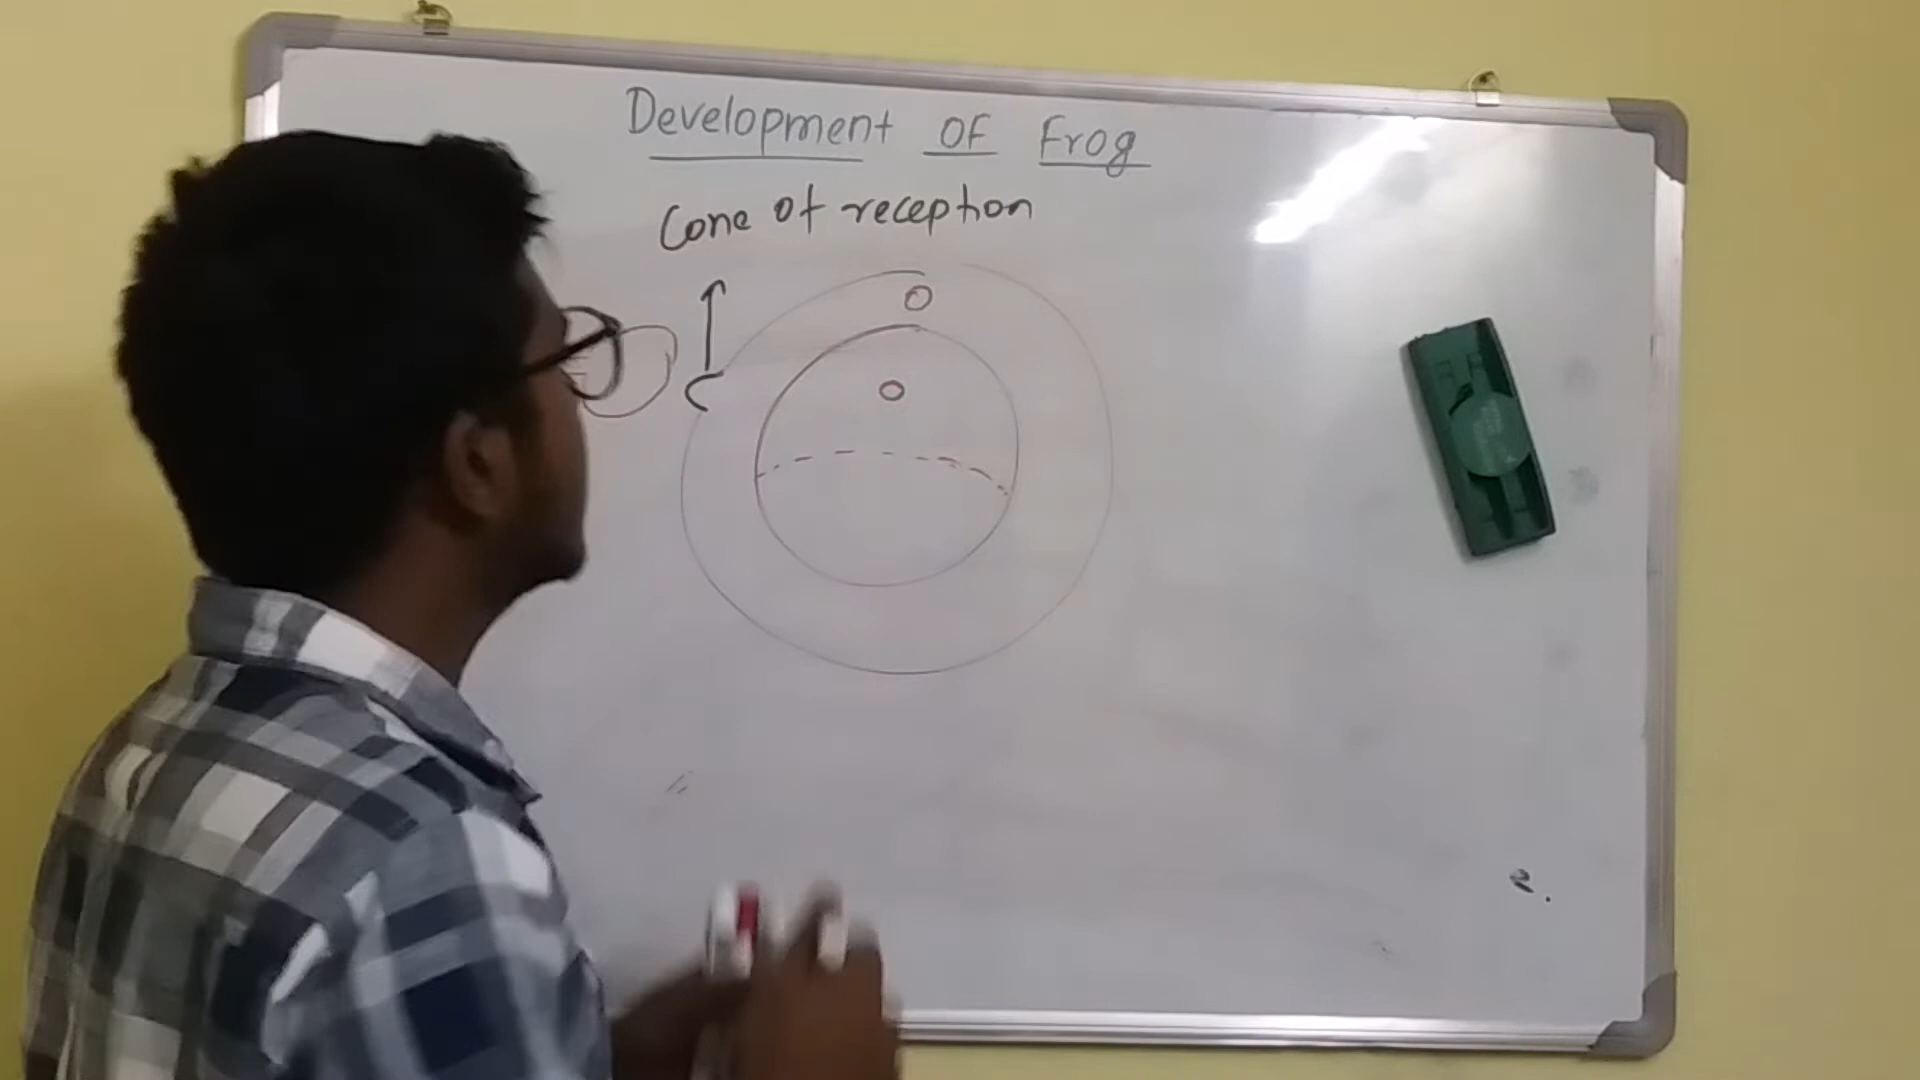 Development OF Frog
Cone of reception